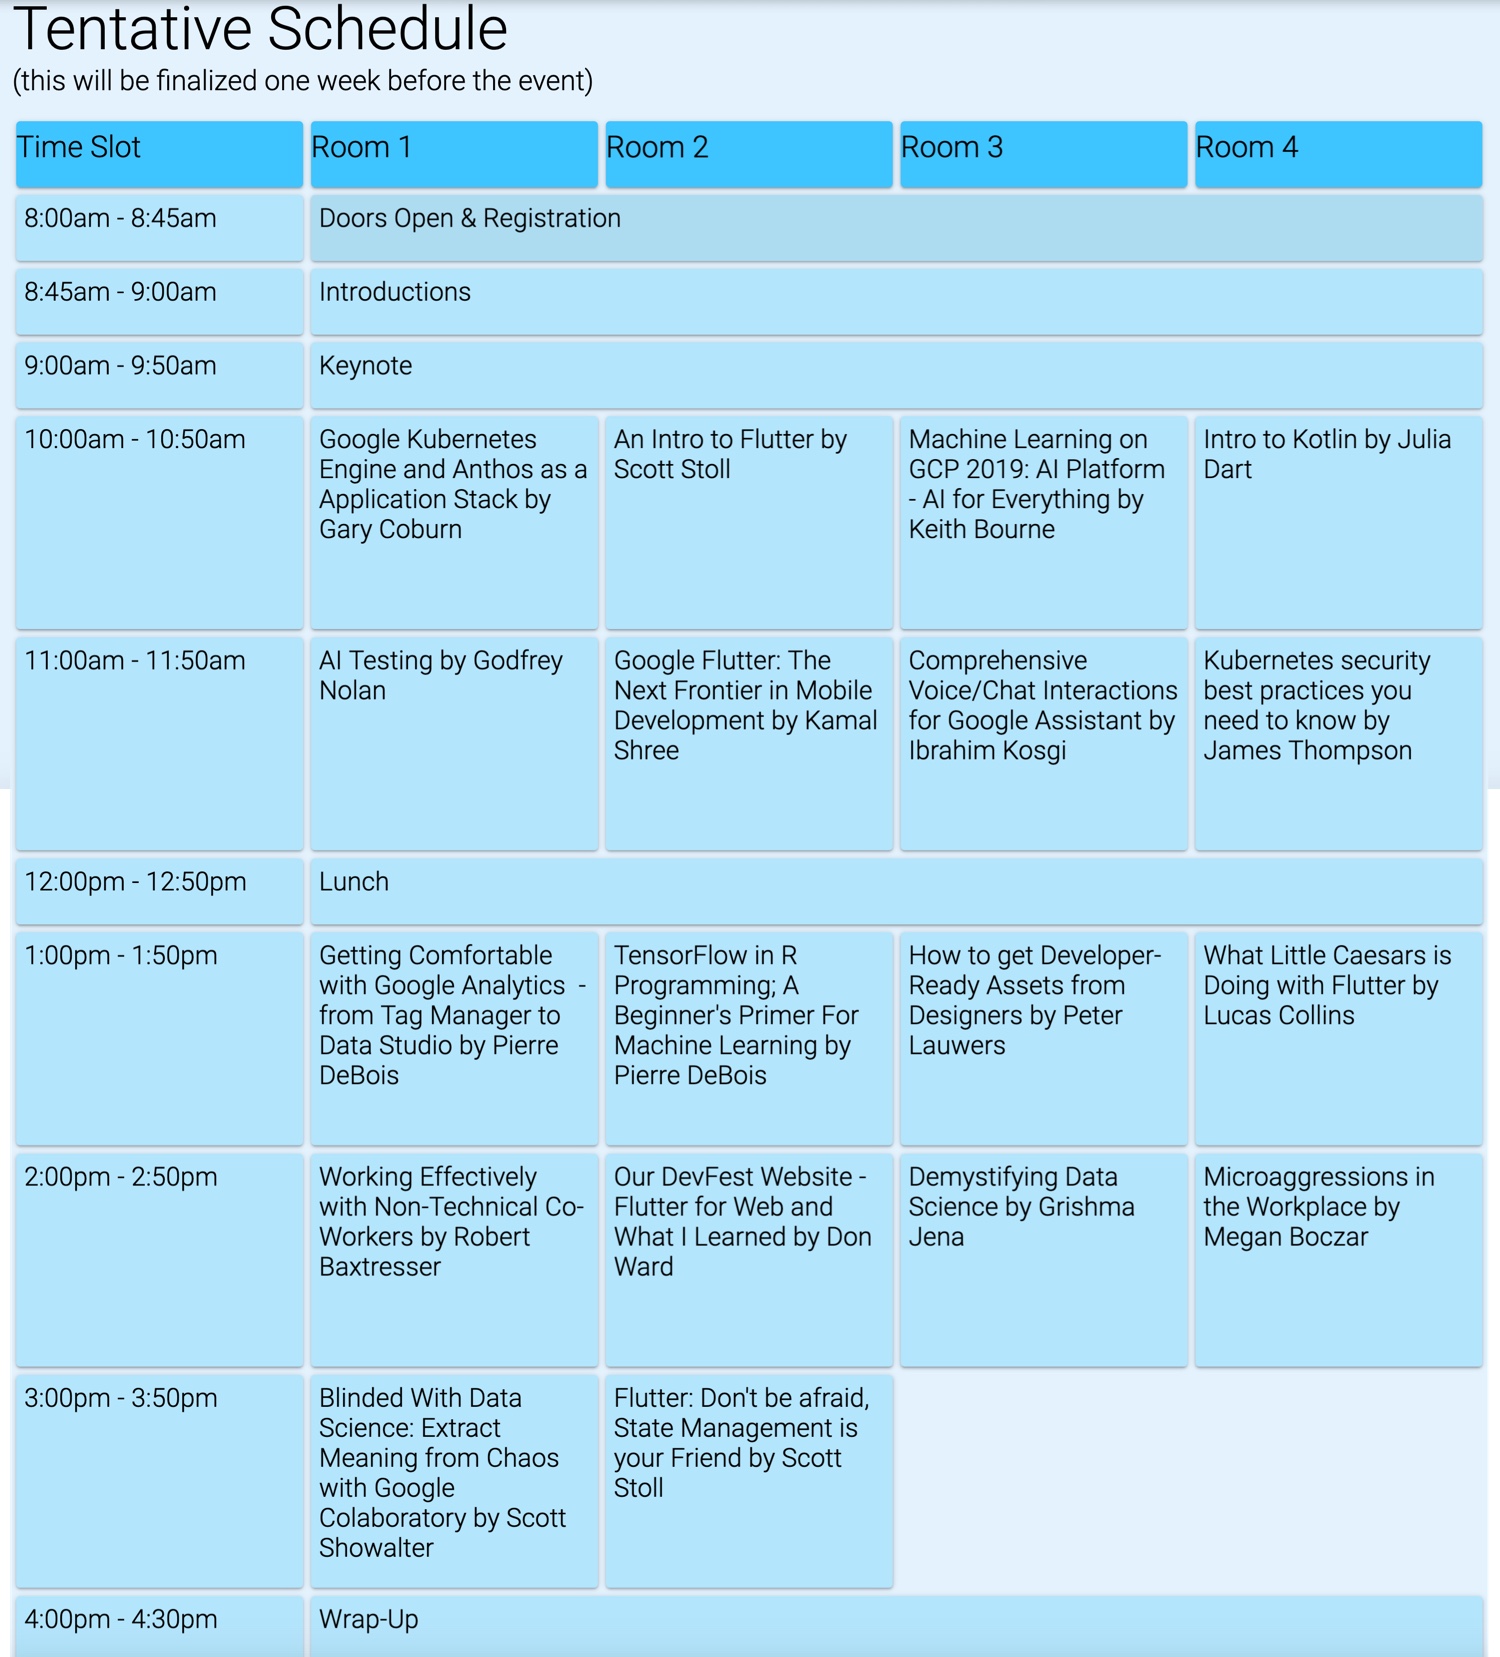 Tentative Schedule
(this will be finalized one week before the event)
Time Slot
Room 1
Room 2
Room 3
Room 4
8:00am - 8:45am
Doors Open & Registration
8:45am - 9:00am
Introductions
9:00am - 9:50am
Keynote
10:00am - 10:50am
Google Kubernetes
Engine and Anthos as a
Application Stack by
Gary Coburn
An Intro to Flutter by
Scott Stoll
Machine Learning on
GCP 2019: AI Platform
- AI for Everything by
Keith Bourne
Intro to Kotlin by Julia
Dart
11:00am - 11:50am
AI Testing by Godfrey
Nolan
Google Flutter: The
Next Frontier in Mobile
Development by Kamal
Shree
Comprehensive
Voice/Chat Interactions
for Google Assistant by
Ibrahim Kosgi
Kubernetes security
best practices you
need to know by
James Thompson
12:00pm - 12:50pm
Lunch
1:00pm - 1:50pm
Getting Comfortable
with Google Analytics  -
from Tag Manager to
Data Studio by Pierre
DeBois
TensorFlow in R
Programming; A
Beginner's Primer For
Machine Learning by
Pierre DeBois
How to get Developer-
Ready Assets from
Designers by Peter
Lauwers
What Little Caesars is
Doing with Flutter by
Lucas Collins
2:00pm - 2:50pm
Working Effectively
with Non-Technical Co-
Workers by Robert
Baxtresser
Our DevFest Website -
Flutter for Web and
What I Learned by Don
Ward
Demystifying Data
Science by Grishma
Jena
Microaggressions in
the Workplace by
Megan Boczar
3:00pm - 3:50pm
Blinded With Data
Science: Extract
Meaning from Chaos
with Google
Colaboratory by Scott
Showalter
Flutter: Don't be afraid,
State Management is
your Friend by Scott
Stoll
4:00pm - 4:30pm
Wrap-Up